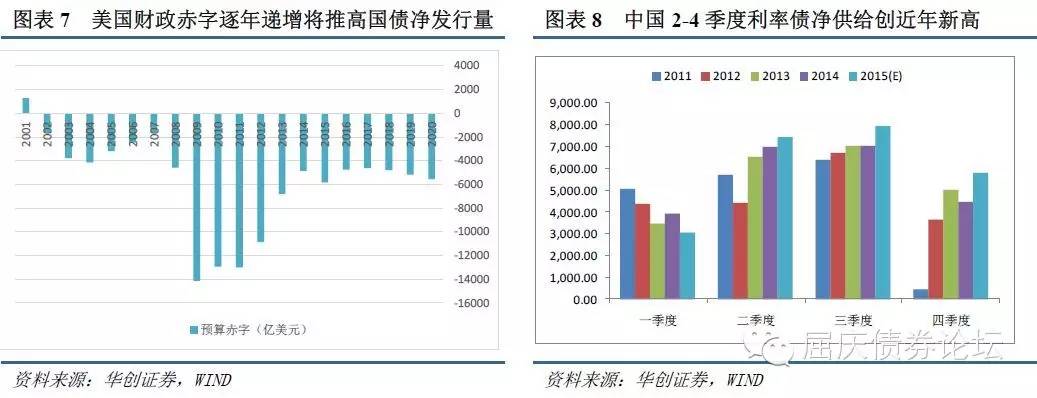 图表 7 美国财政赤字逐年递增将推高国债净发行量
4000
2000
0
-2000
-4000
-6000
-8000
-10000
-12000
-14000
-16000
2001 2002 2003 2004 2005 2006 2007 2008 2009 2010 2011 2012 2013 2014 2015 2016 2017 2018 2019 2020
预算赤字（亿美元）
资料来源：华创证券，WIND
图表 8 中国 2-4 季度利率债净供给创近年新高
2011 2012 2013 2014 2015(E)
9,000.00
8,000.00
7,000.00
6,000.00
5,000.00
4,000.00
3,000.00
2,000.00
1,000.00
0.00
一季度 二季度 三季度 四季度
屈庆债券论坛
资料来源：华创证券，WIND